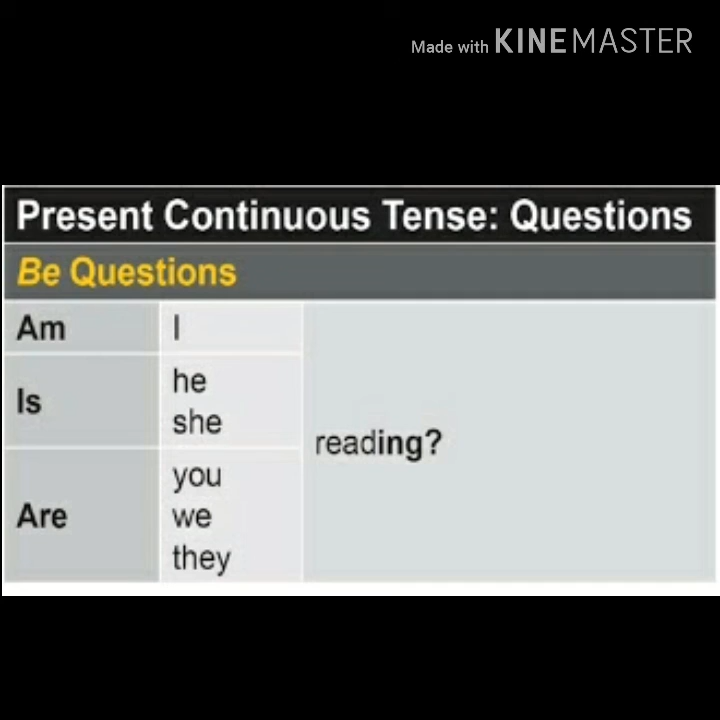 Made with KINEMASTER
Present Continuous Tense: Questions
Be Questions
Am
I
Is
he
she
Are
you
we
they
reading?